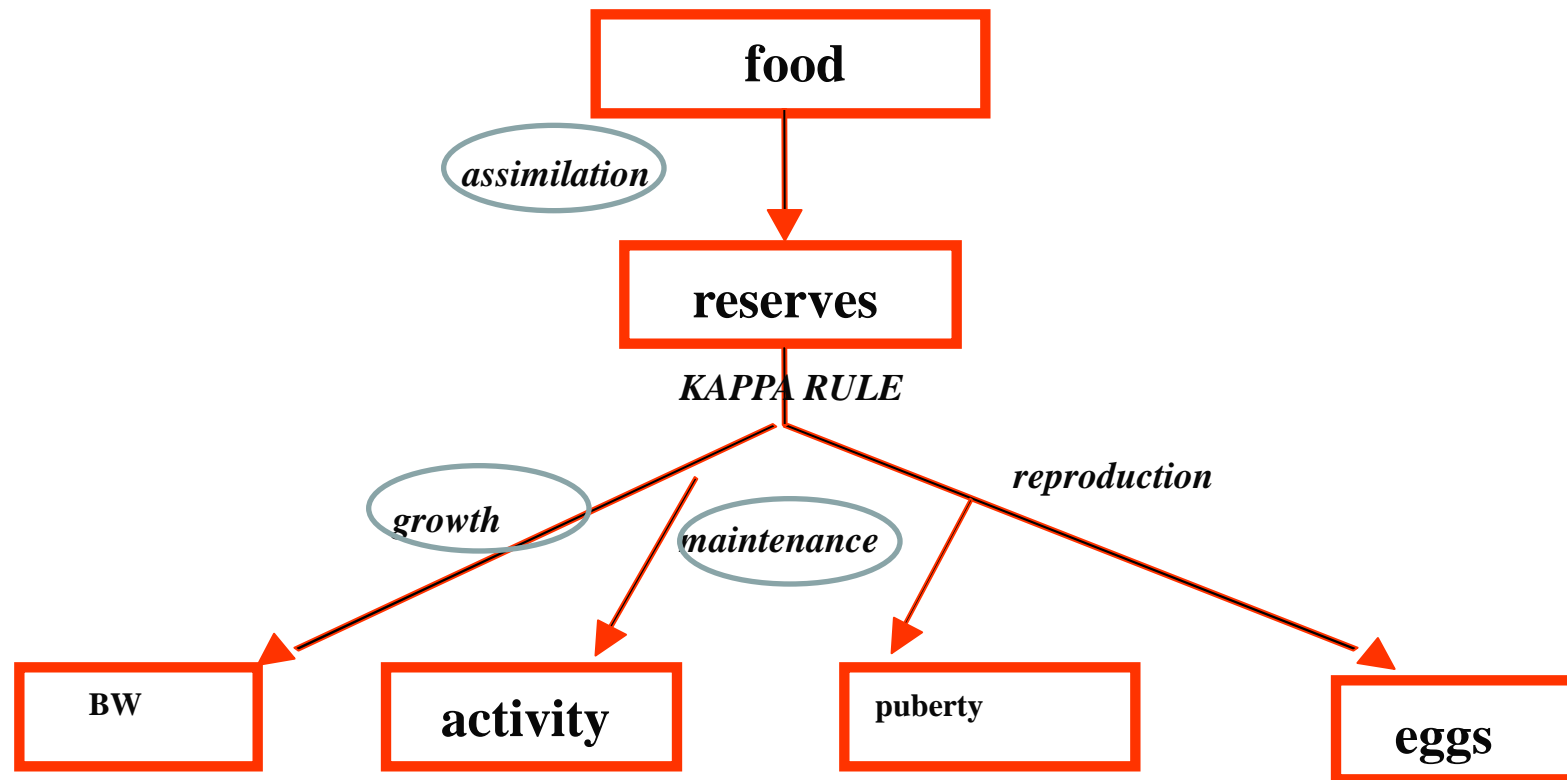 food
assimilation
reserves
KAPPA RULE
reproduction
growth
maintenance
BW
activity
puberty
eggs